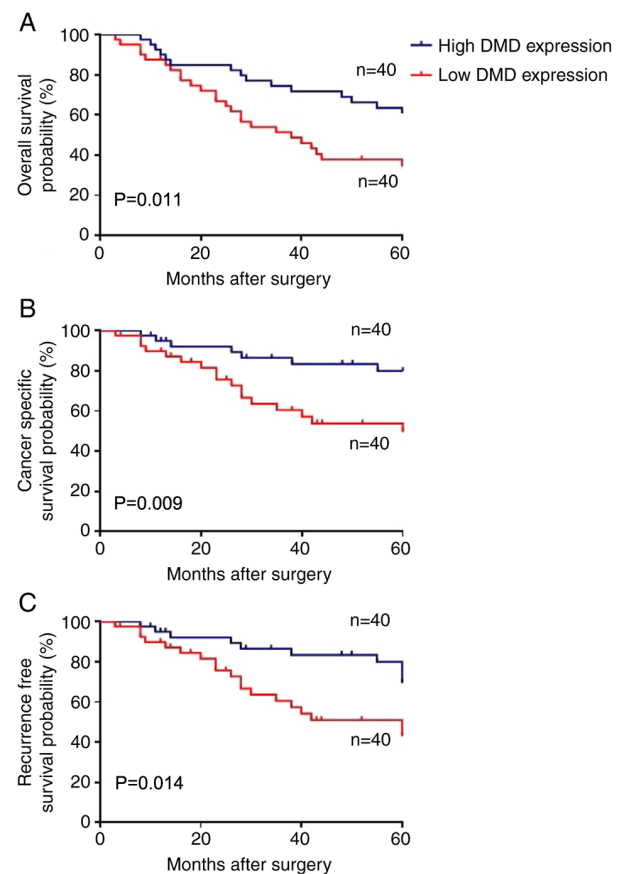 A
High DMD expression
Low DMD expression
Overall survival
probability (%)
100
80
60
40
20
0
n=40
n=40
P=0.011
0 20 40 60
Months after surgery
B
Cancer specific
survival probability (%)
100
80
60
40
20
0
n=40
n=40
P=0.009
0 20 40 60
Months after surgery
C
Recurrence free
survival probability (%)
100
80
60
40
20
0
n=40
n=40
P=0.014
0 20 40 60
Months after surgery